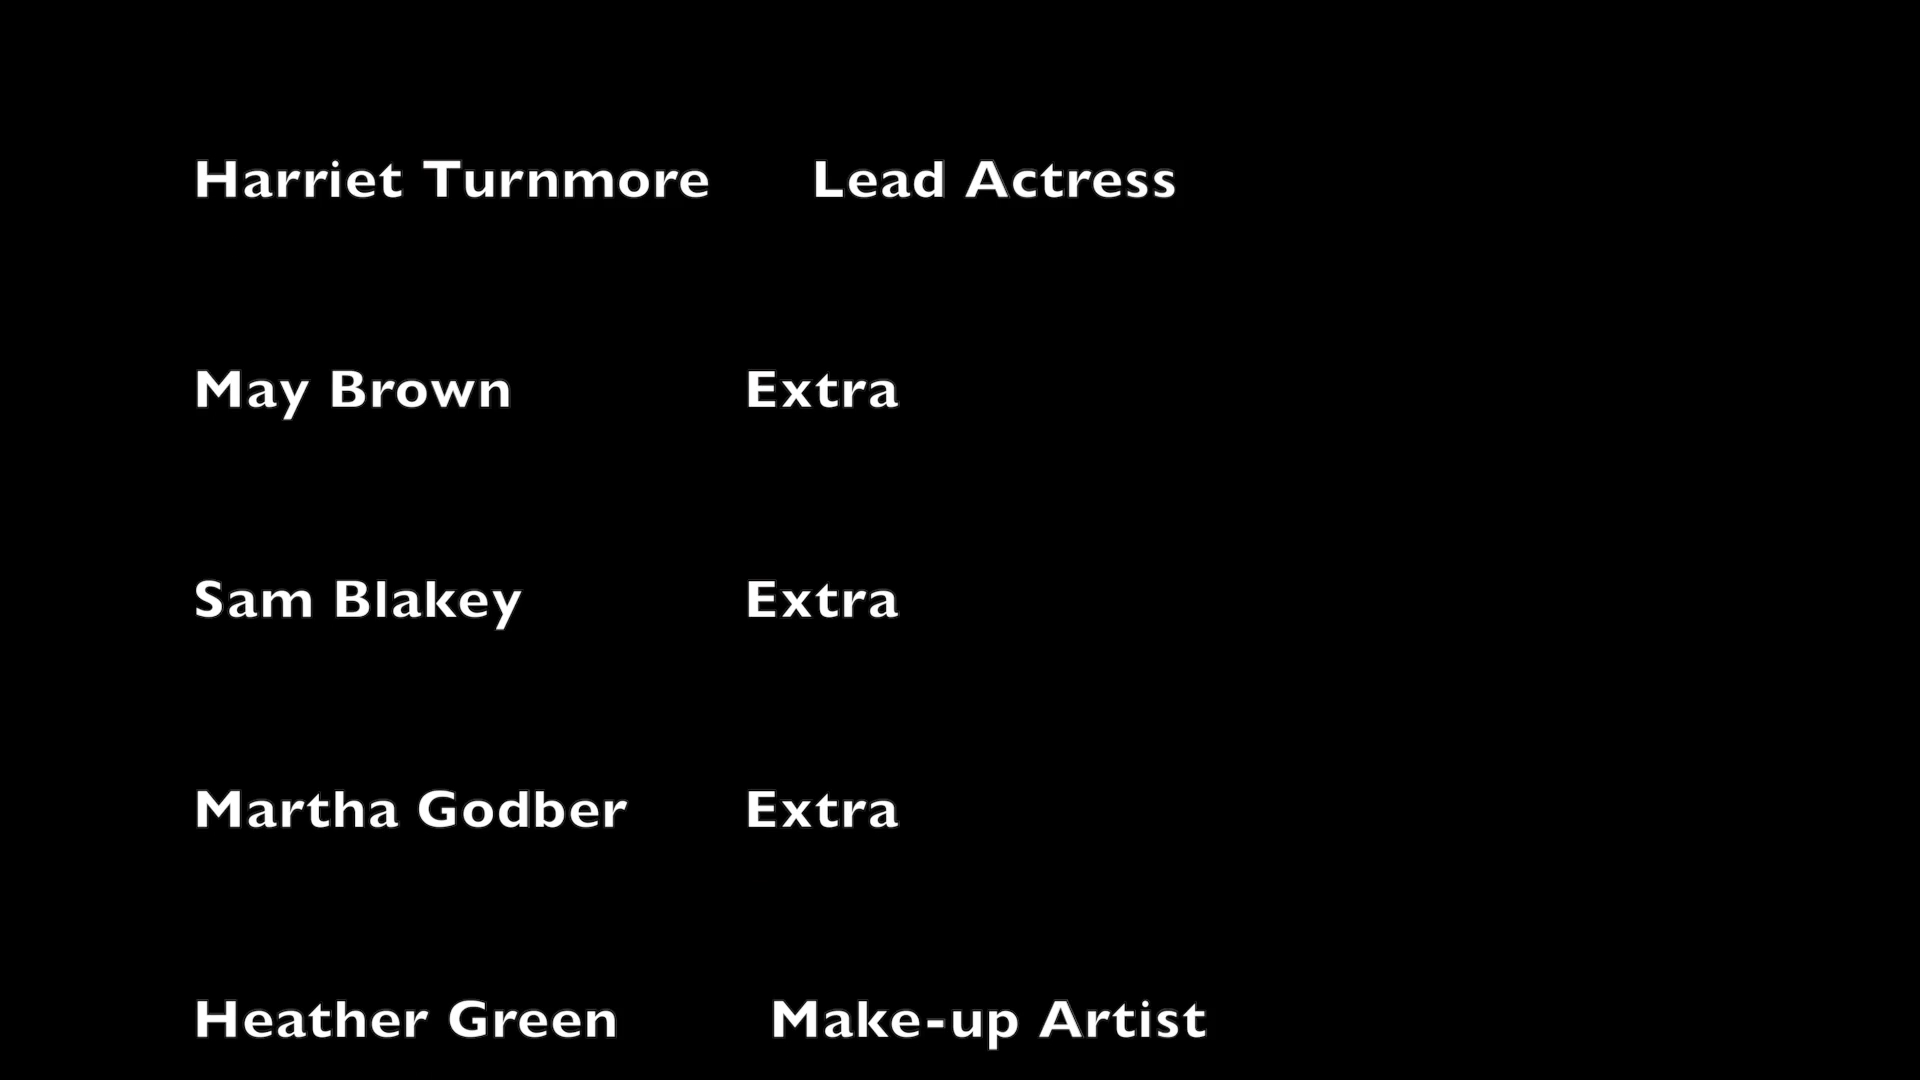 Harriet Turnmore Lead Actress
May Brown Extra
Sam Blakey Extra
Martha Godber Extra
Heather Green Make-up Artist